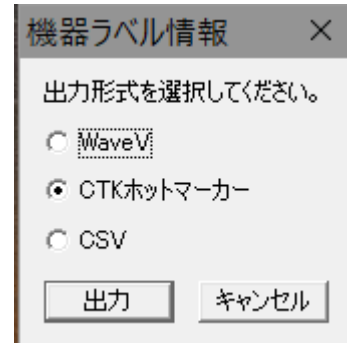 機器ラベル情報
出力形式を選択してください。
WaveV
CTKホットマーカー
CSV
出力 キャンセル